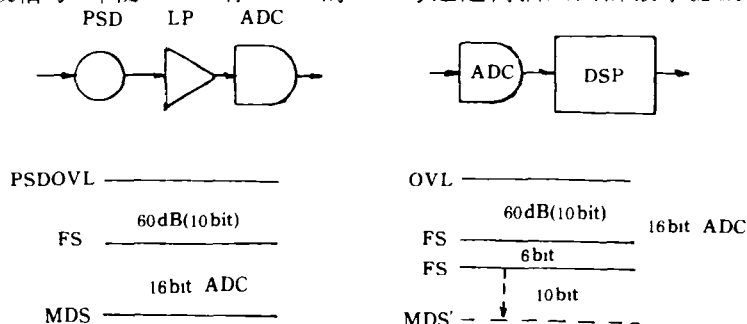 PSD LP ADC
ADC DSP
PSDOVL
60dB(10bit)
FS
16bit ADC
MDS
OVL
60dB(10bit)
16bit ADC
FS
6bit
FS
10bit
MDS'